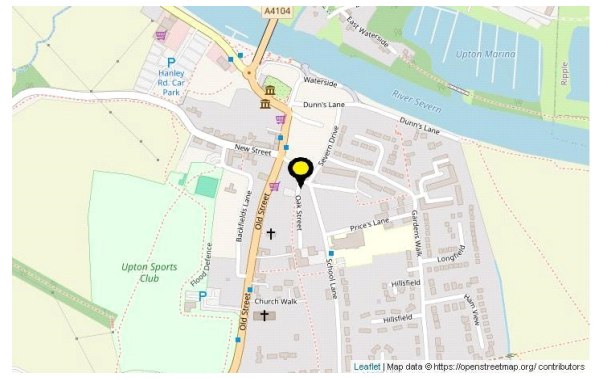 A4104
East Waterside
Upton Marina
Ripple
P
Hanley
Rd. Car
Park
Waterside
River Severn
Dunn's Lane
Dunn's Lane
New Street
Severn Drive
Old Street
Oak Street
Backfields Lane
Price's Lane
Gardens Walk
Upton Sports
Club
Flood Defence
School Lane
Longfield
P
Hillsfield
Ham View
Church Walk
Old Street
Hillsfield
Leaflet | Map data © https://openstreetmap.org/ contributors